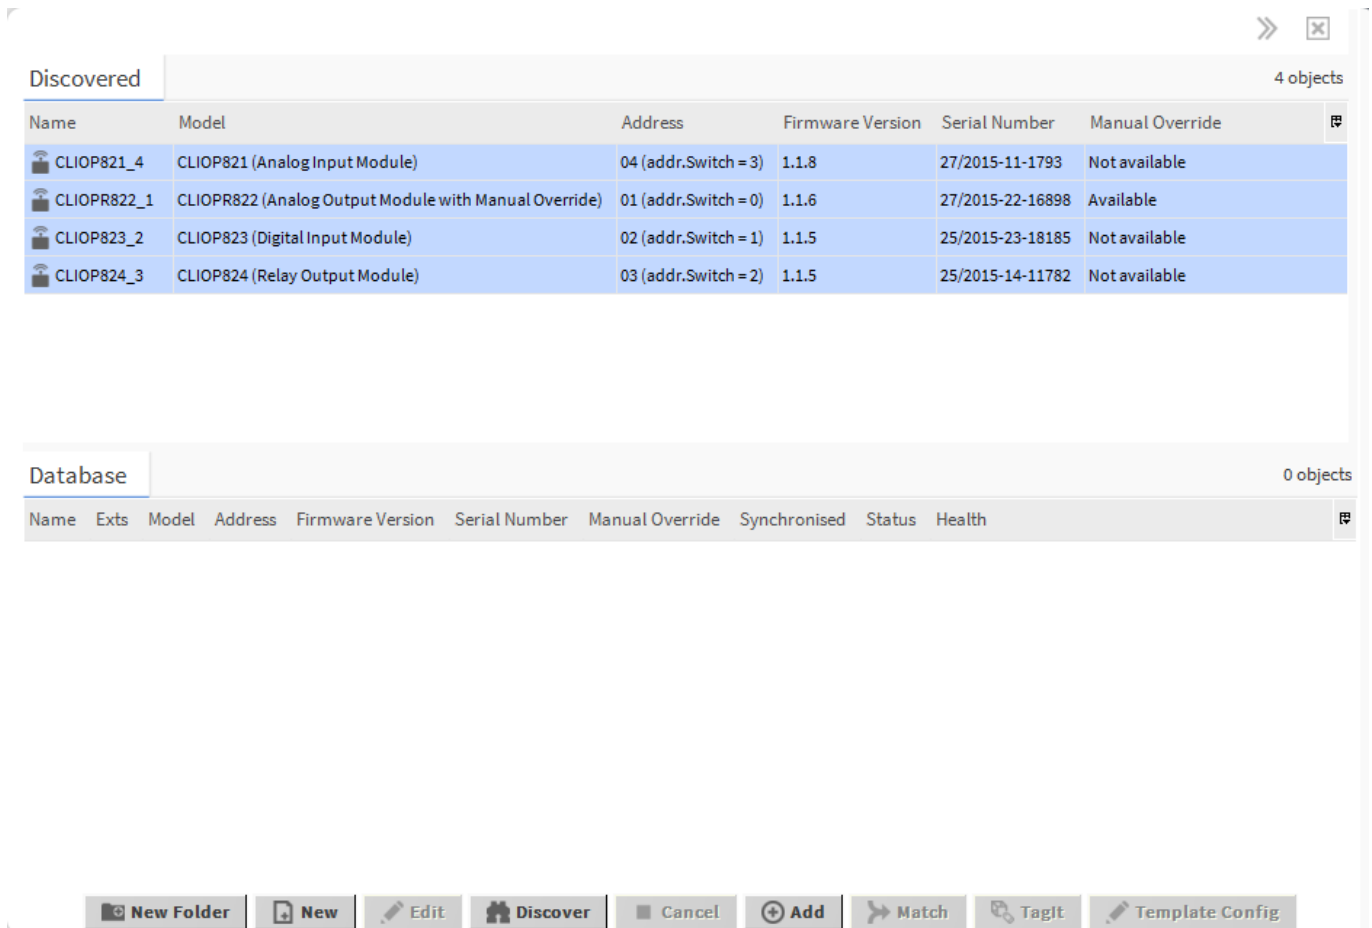 Discovered 4 objects
Name Model Address Firmware Version Serial Number Manual Override
CLIOP821_4 CLIOP821 (Analog Input Module) 04 (addr.Switch = 3) 1.1.8 27/2015-11-1793 Not available
CLIOPR822_1 CLIOPR822 (Analog Output Module with Manual Override) 01 (addr.Switch = 0) 1.1.6 27/2015-22-16898 Available
CLIOP823_2 CLIOP823 (Digital Input Module) 02 (addr.Switch = 1) 1.1.5 25/2015-23-18185 Not available
CLIOP824_3 CLIOP824 (Relay Output Module) 03 (addr.Switch = 2) 1.1.5 25/2015-14-11782 Not available
Database 0 objects
Name Exts Model Address Firmware Version Serial Number Manual Override Synchronised Status Health
New Folder New Edit Discover Cancel Add Match TagIt Template Config